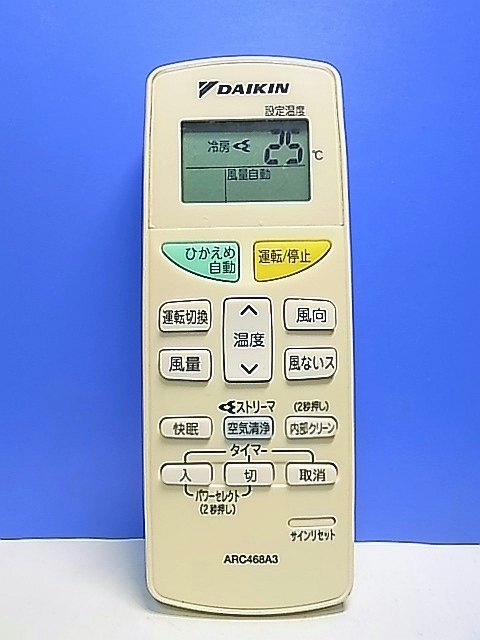 DAIKIN
設定温度
冷房 25 ℃
風量自動
ひかえめ
自動
運転/停止
運転切換
温度
風向
風量
風ないス
ストリーマ
(2秒押し)
快眠
空気清浄
内部クリーン
タイマー
入
切
取消
パワーセレクト
(2秒押し)
サインリセット
ARC468A3